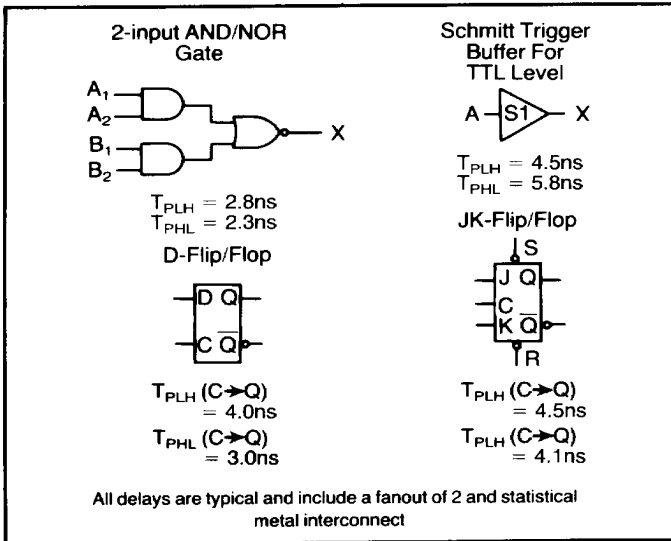 2-input AND/NOR
Gate
A1
A2
B1
B2
X
TPLH = 2.8ns
TPHL = 2.3ns
Schmitt Trigger
Buffer For
TTL Level
A
S1
X
TPLH = 4.5ns
TPHL = 5.8ns
D-Flip/Flop
D Q
C Q̅
TPLH (C➔Q)
= 4.0ns
TPHL (C➔Q)
= 3.0ns
JK-Flip/Flop
S
J Q
C
K Q̅
R
TPLH (C➔Q)
= 4.5ns
TPLH (C➔Q)
= 4.1ns
All delays are typical and include a fanout of 2 and statistical
metal interconnect